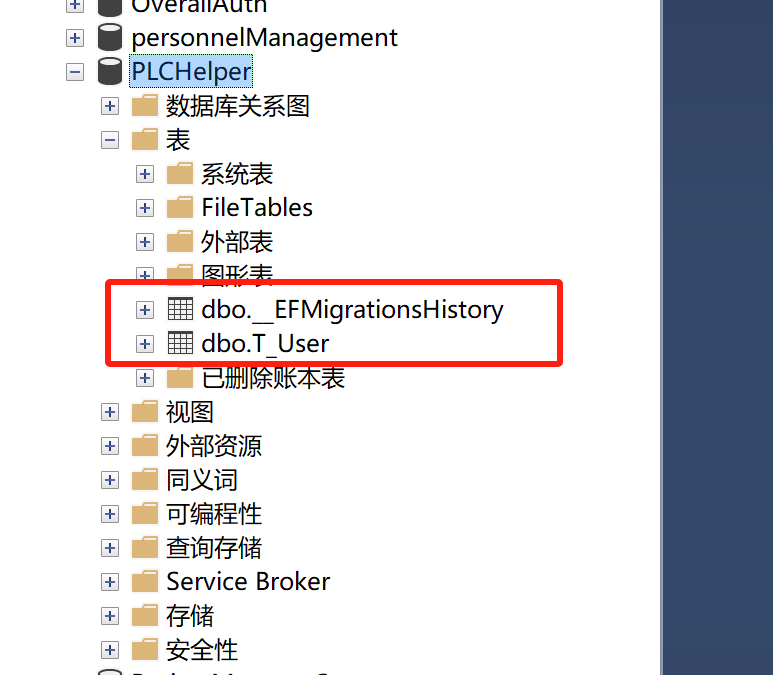 OverallAuth
personnelManagement
PLCHelper
数据库关系图
表
系统表
FileTables
外部表
图形表
dbo.__EFMigrationsHistory
dbo.T_User
已删除账本表
视图
外部资源
同义词
可编程性
查询存储
Service Broker
存储
安全性